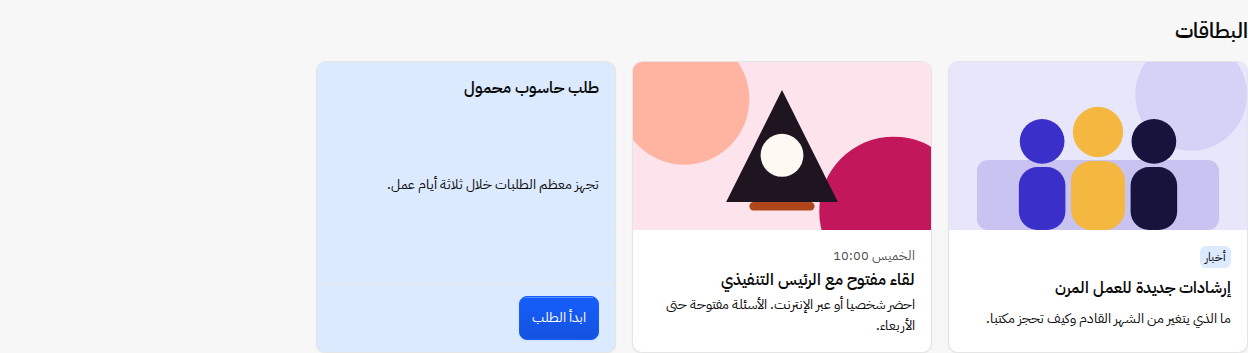 البطاقات
أخبار
إرشادات جديدة للعمل المرن
ما الذي يتغير من الشهر القادم وكيف تحجز مكتبا.
الخميس 10:00
لقاء مفتوح مع الرئيس التنفيذي
احضر شخصيا أو عبر الإنترنت. الأسئلة مفتوحة حتى
الأربعاء.
طلب حاسوب محمول
تجهز معظم الطلبات خلال ثلاثة أيام عمل.
ابدأ الطلب